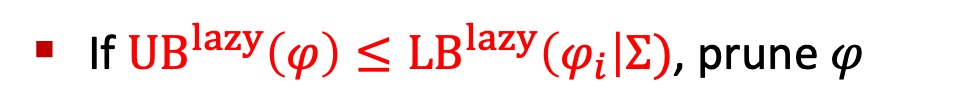 ▪ If UB^lazy(φ) ≤ LB^lazy(φ_i|Σ), prune φ